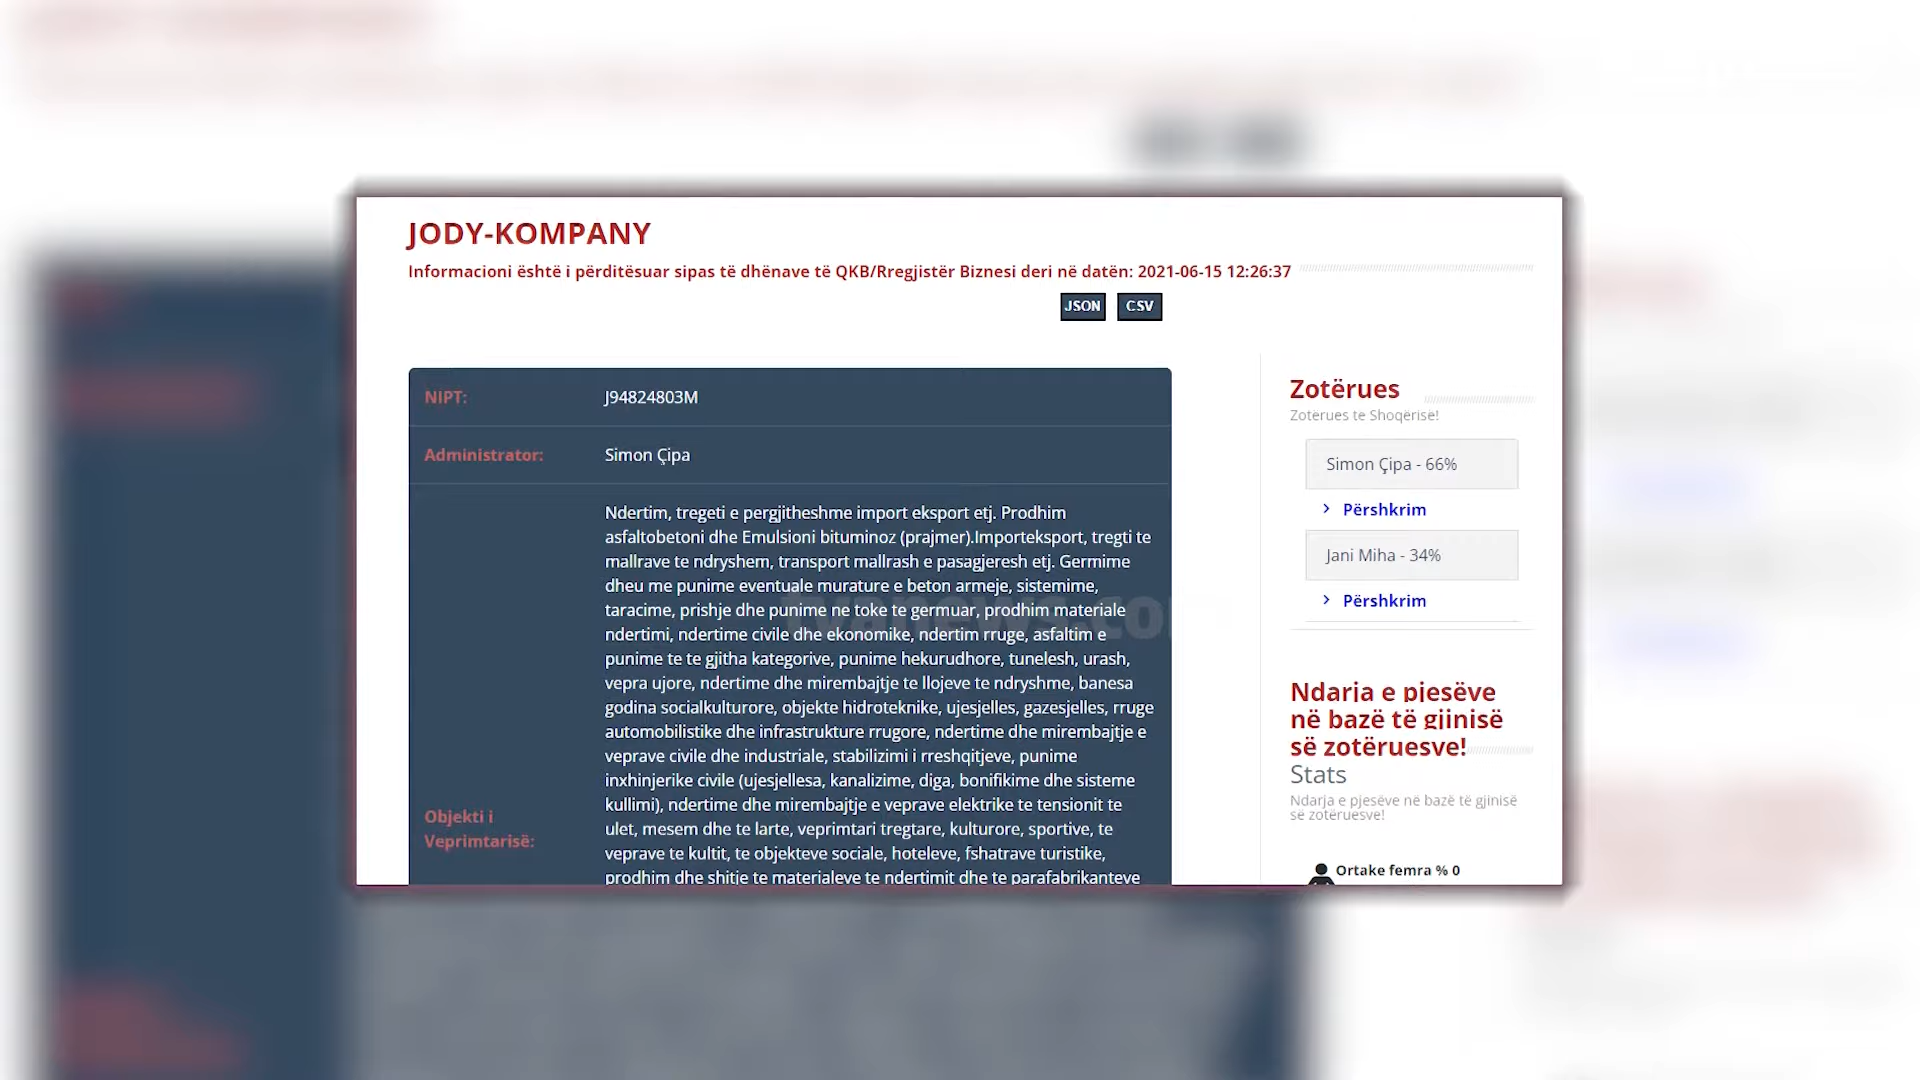 JODY-KOMPANY
Informacioni është i përditësuar sipas të dhënave të QKB/Rregjistër Biznesi deri në datën: 2021-06-15 12:26:37
JSON CSV
NIPT: J94824803M
Administrator: Simon Çipa
Objekti i
Veprimtarisë:
Ndertim, tregeti e pergjitheshme import eksport etj. Prodhim
asfaltobetoni dhe Emulsioni bituminoz (prajmer).Importeksport, tregti te
mallrave te ndryshem, transport mallrash e pasagjeresh etj. Germime
dheu me punime eventuale murature e beton armeje, sistemime,
taracime, prishje dhe punime ne toke te germuar, prodhim materiale
ndertimi, ndertime civile dhe ekonomike, ndertim rruge, asfaltim e
punime te te gjitha kategorive, punime hekurudhore, tunelesh, urash,
vepra ujore, ndertime dhe mirembajtje te llojeve te ndryshme, banesa
godina socialkulturore, objekte hidroteknike, ujesjelles, gazesjelles, rruge
automobilistike dhe infrastrukture rrugore, ndertime dhe mirembajtje e
veprave civile dhe industriale, stabilizimi i rreshqitjeve, punime
inxhinjerike civile (ujesjellesa, kanalizime, diga, bonifikime dhe sisteme
kullimi), ndertime dhe mirembajtje e veprave elektrike te tensionit te
ulet, mesem dhe te larte, veprimtari tregtare, kulturore, sportive, te
veprave te kultit, te objekteve sociale, hoteleve, fshatrave turistike,
prodhim dhe shitje te materialeve te ndertimit dhe te parafabrikanteve
Zotërues
Zoterues te Shoqerise!
Simon Çipa - 66%
Përshkrim
Jani Miha - 34%
Përshkrim
Ndarja e pjesëve
në bazë të gjinisë
së zotëruesve!
Stats
Ndarja e pjesëve në bazë të gjinisë
së zotëruesve!
Ortake femra % 0